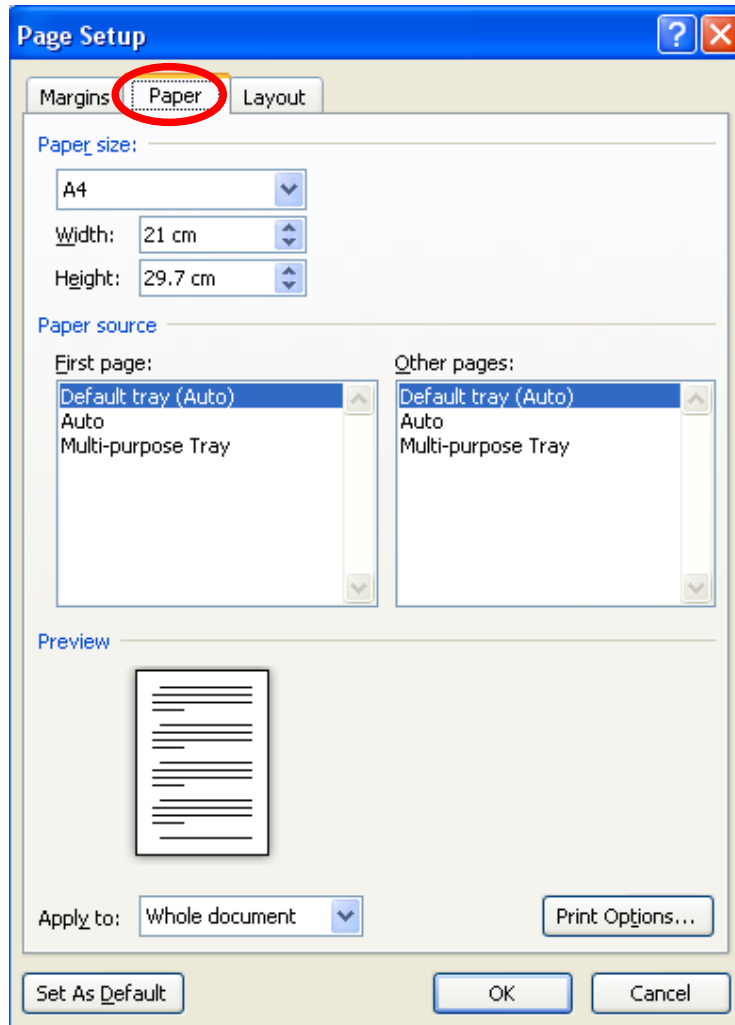 Page Setup
Margins Paper Layout
Paper size:
A4
Width: 21 cm
Height: 29.7 cm
Paper source
First page: Other pages:
Default tray (Auto) Default tray (Auto)
Auto Auto
Multi-purpose Tray Multi-purpose Tray
Preview
Apply to: Whole document Print Options...
Set As Default OK Cancel